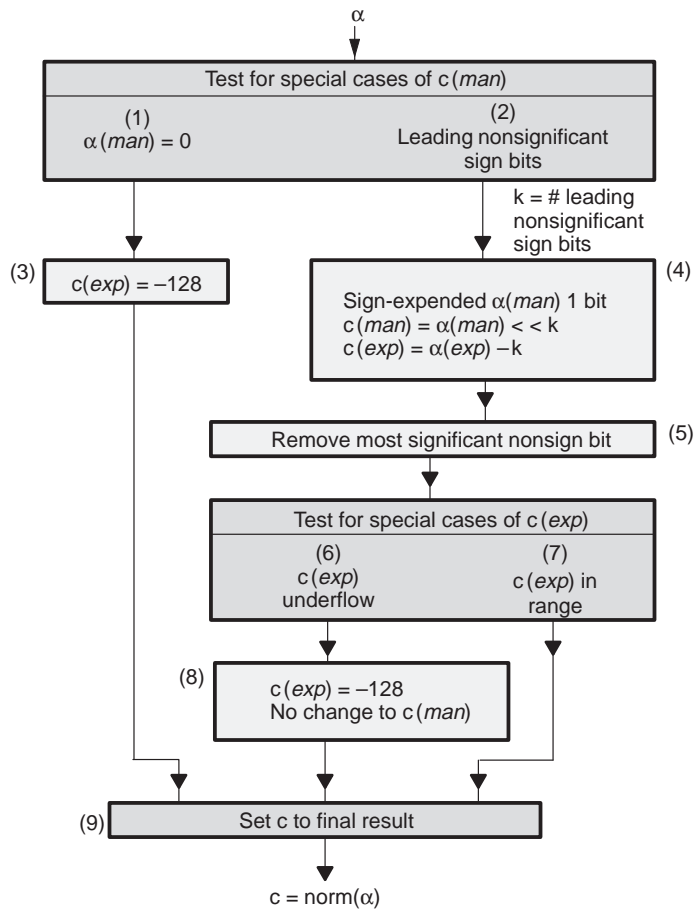 α
Test for special cases of c(man)
(1)
α(man) = 0
(2)
Leading nonsignificant
sign bits
k = # leading
nonsignificant
sign bits
(3)
c(exp) = –128
(4)
Sign-expended α(man) 1 bit
c(man) = α(man) < < k
c(exp) = α(exp) –k
Remove most significant nonsign bit
(5)
Test for special cases of c(exp)
(6)
c(exp)
underflow
(7)
c(exp) in
range
(8)
c(exp) = –128
No change to c(man)
(9)
Set c to final result
c = norm(α)